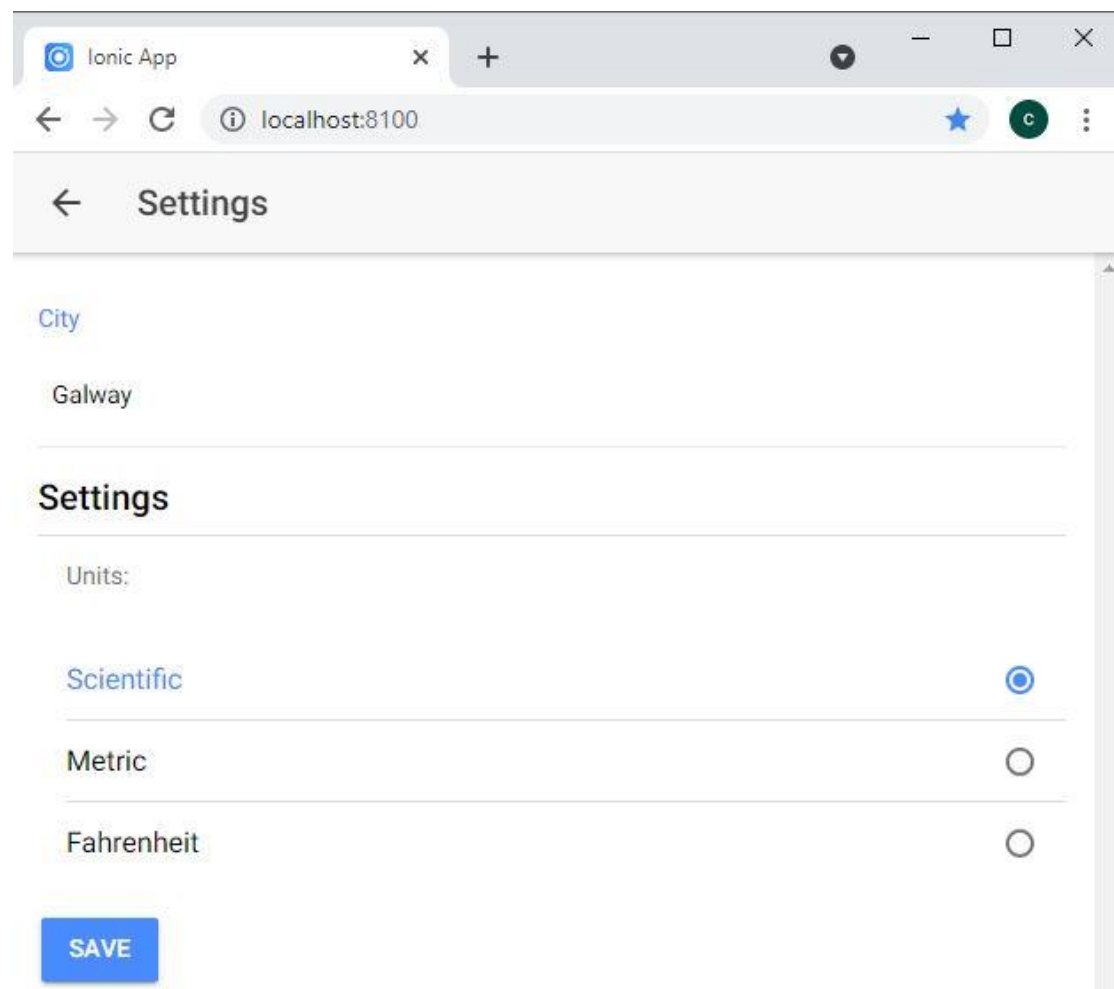 Ionic App
localhost:8100
C
Settings
City
Galway
Settings
Units:
Scientific
Metric
Fahrenheit
SAVE